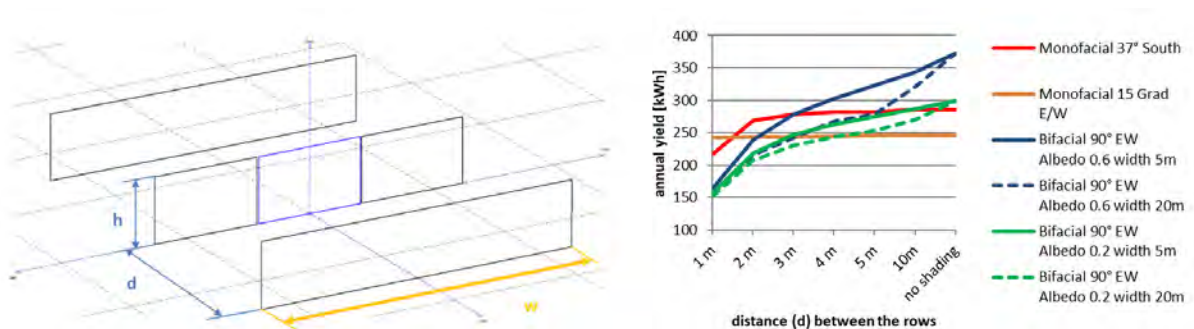 h
d
w
400
350
300
250
200
150
100
annual yield [kWh]
1 m
2 m
3 m
4 m
5 m
10m
no shading
distance (d) between the rows
Monofacial 37° South
Monofacial 15 Grad
E/W
Bifacial 90° EW
Albedo 0.6 width 5m
Bifacial 90° EW
Albedo 0.6 width 20m
Bifacial 90° EW
Albedo 0.2 width 5m
Bifacial 90° EW
Albedo 0.2 width 20m